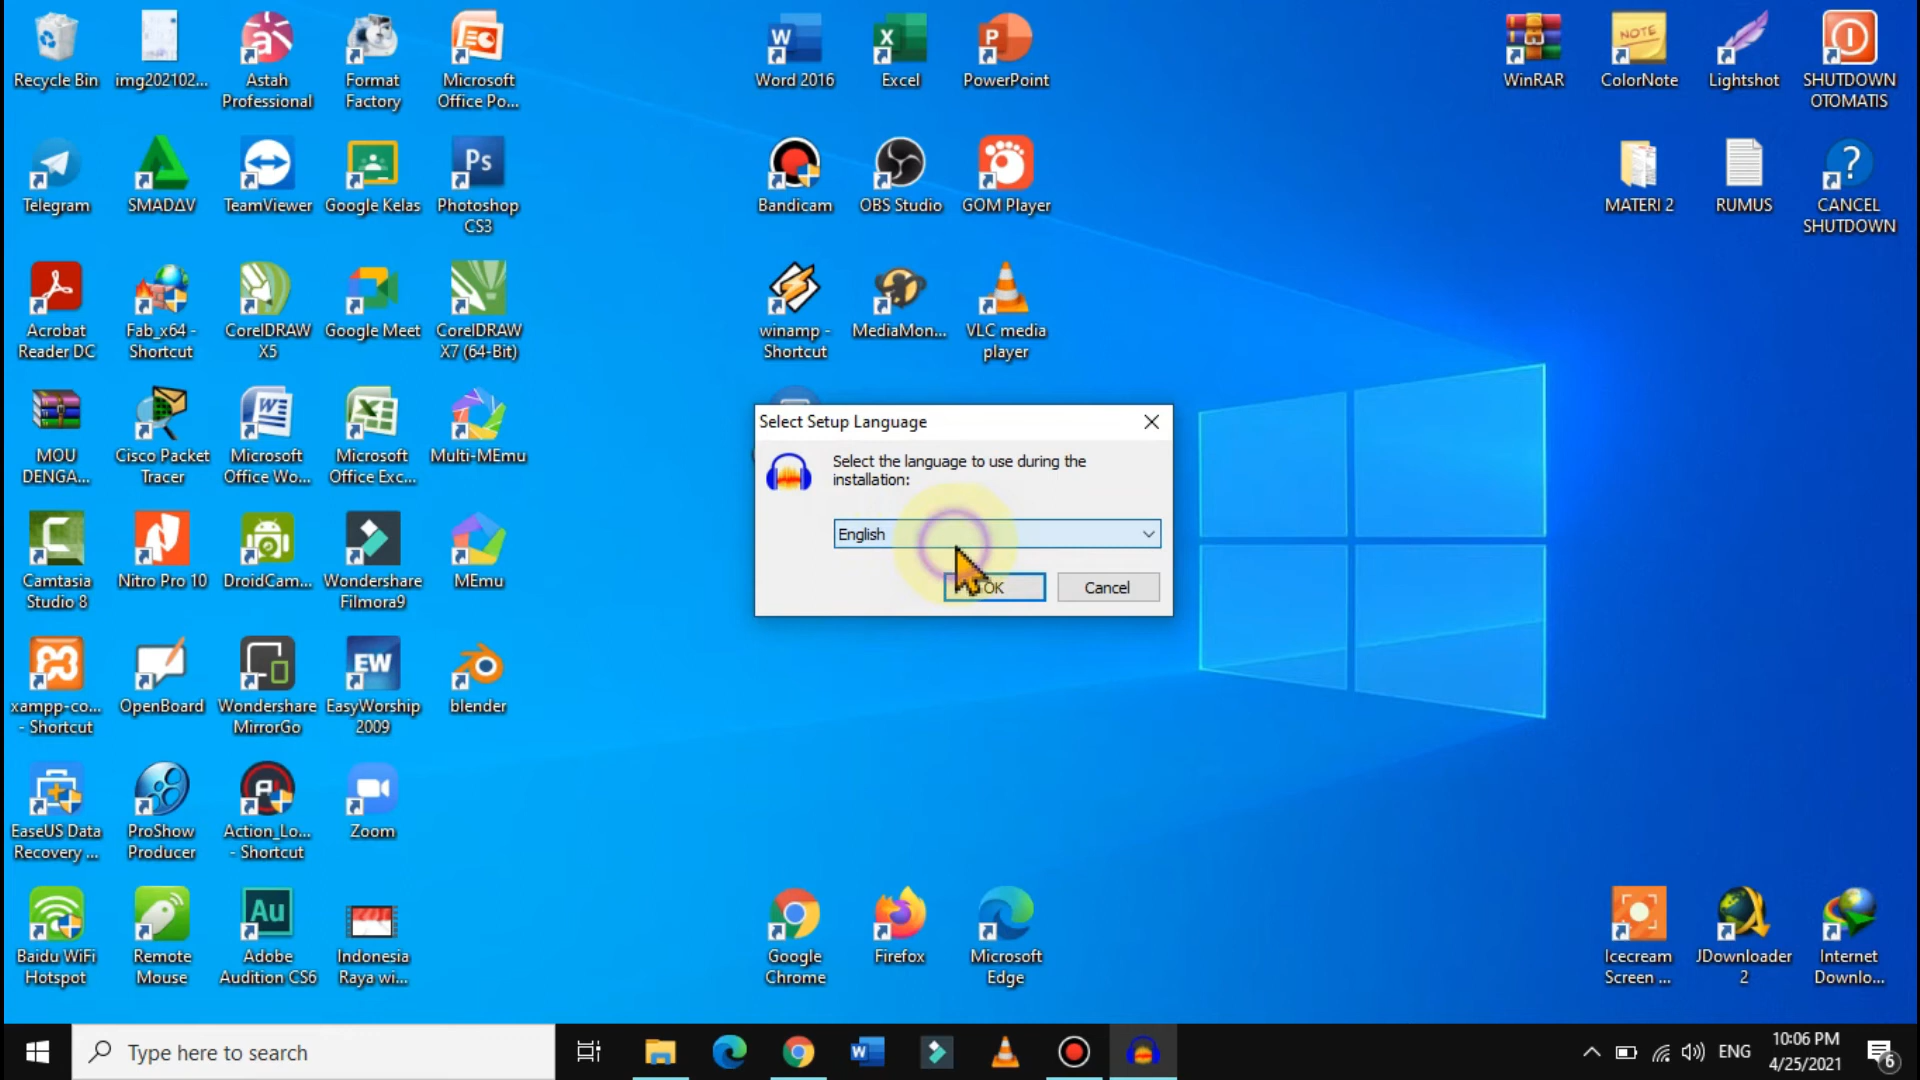 Recycle Bin
img202102...
Astah
Professional
Format
Factory
Microsoft
Office Po...
Word 2016
Excel
PowerPoint
WinRAR
NOTE
ColorNote
Lightshot
SHUTDOWN
OTOMATIS
Telegram
SMADΔV
TeamViewer
Google Kelas
Ps
Photoshop
CS3
Bandicam
OBS Studio
GOM Player
MATERI 2
RUMUS
CANCEL
SHUTDOWN
Acrobat
Reader DC
Fab_x64 -
Shortcut
CorelDRAW
X5
Google Meet
CorelDRAW
X7 (64-Bit)
winamp -
Shortcut
MediaMon...
VLC media
player
MOU
DENGA...
Cisco Packet
Tracer
Microsoft
Office Wo...
Microsoft
Office Exc...
Multi-MEmu
Select Setup Language
Select the language to use during the
installation:
English
OK
Cancel
Camtasia
Studio 8
Nitro Pro 10
DroidCam...
Wondershare
Filmora9
MEmu
xampp-co...
- Shortcut
OpenBoard
Wondershare
MirrorGo
EW
EasyWorship
2009
blender
EaseUS Data
Recovery ...
ProShow
Producer
Action_Lo...
- Shortcut
Zoom
Baidu WiFi
Hotspot
Remote
Mouse
Au
Adobe
Audition CS6
Indonesia
Raya wi...
Google
Chrome
Firefox
Microsoft
Edge
Icecream
Screen ...
JDownloader
2
Internet
Downlo...
Type here to search
ENG
10:06 PM
4/25/2021
6